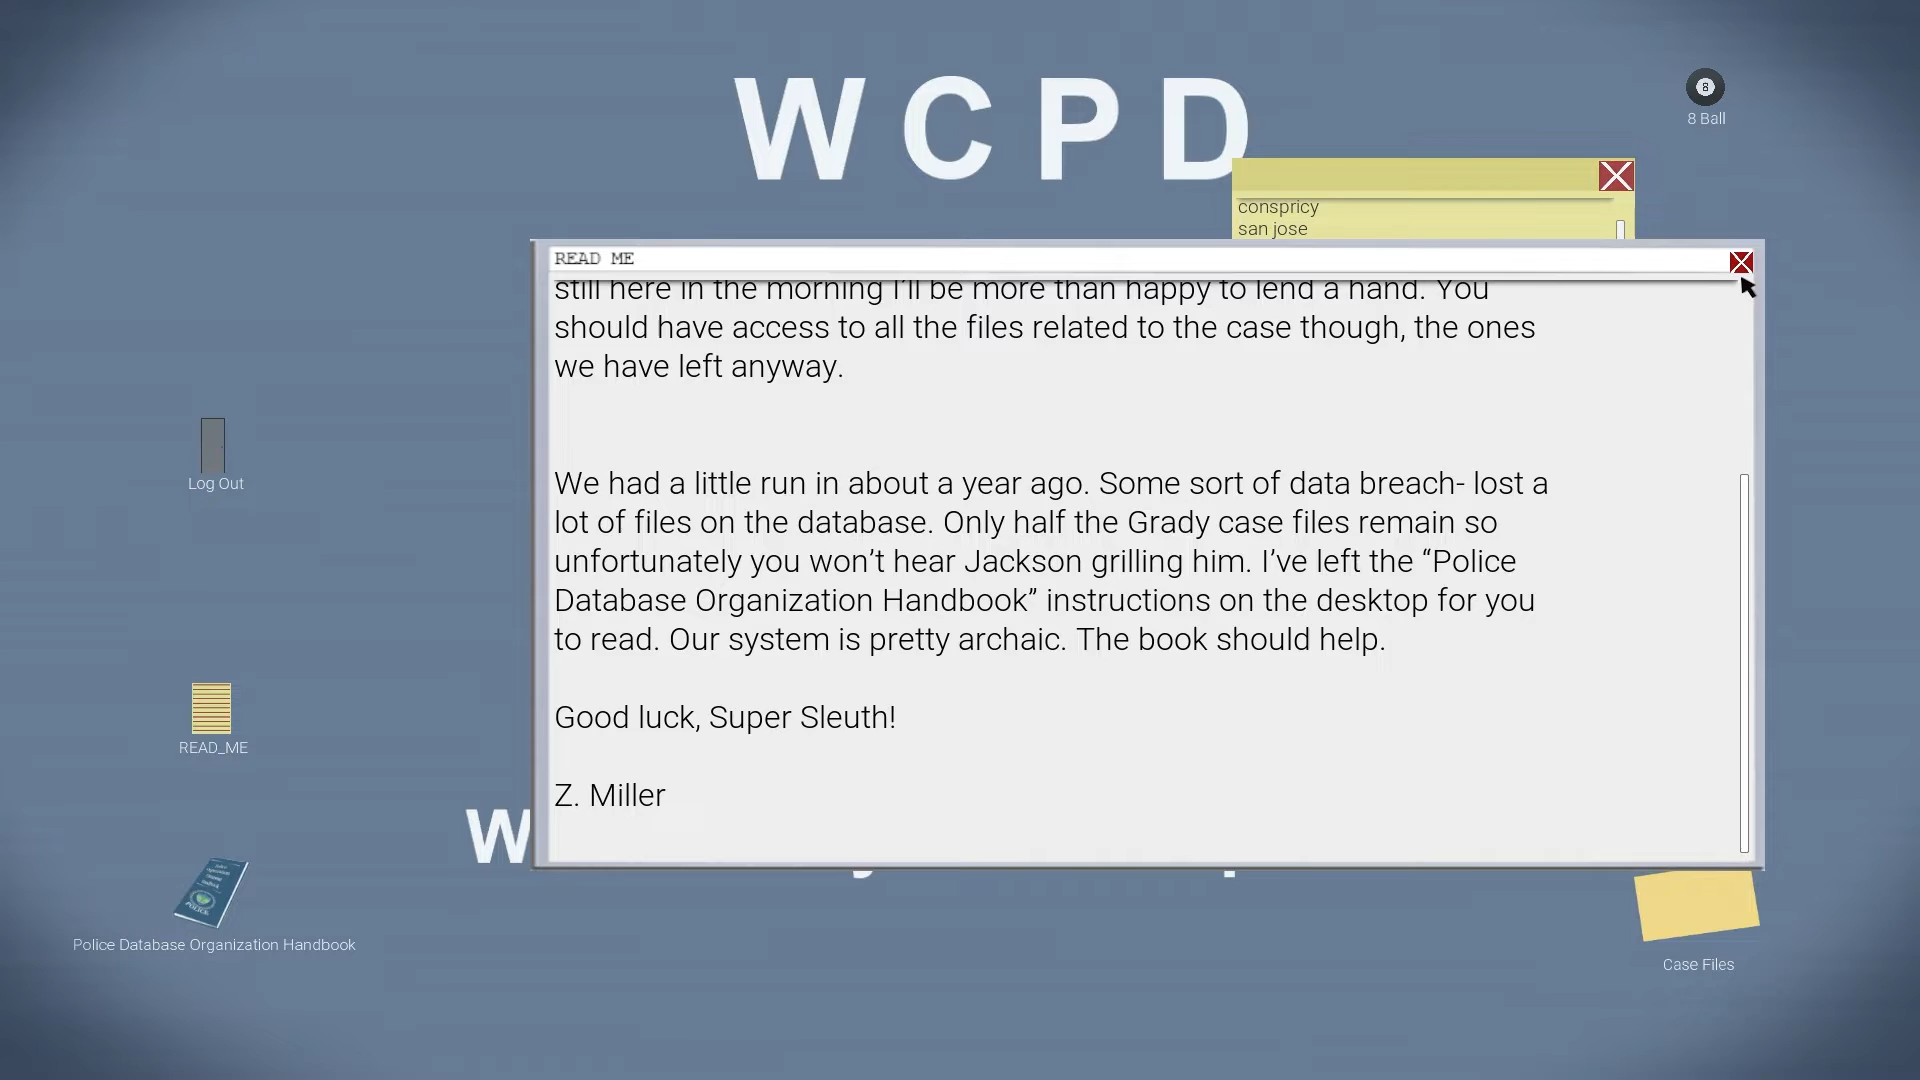 WCPD
8
8 Ball
conspricy
san jose
READ ME
still here in the morning I'll be more than happy to lend a hand. You
should have access to all the files related to the case though, the ones
we have left anyway.
We had a little run in about a year ago. Some sort of data breach- lost a
lot of files on the database. Only half the Grady case files remain so
unfortunately you won't hear Jackson grilling him. I've left the “Police
Database Organization Handbook” instructions on the desktop for you
to read. Our system is pretty archaic. The book should help.
Good luck, Super Sleuth!
Z. Miller
Log Out
READ_ME
W
POLICE
Police Database Organization Handbook
Case Files